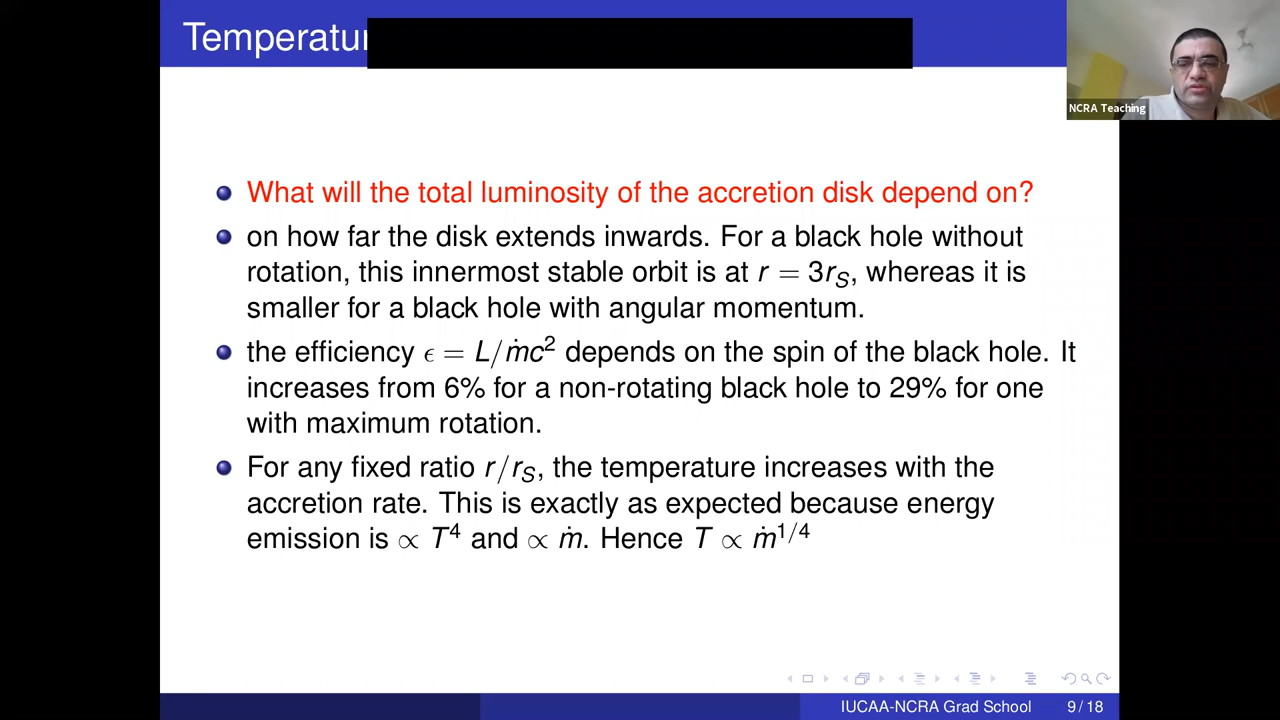 NCRA Teaching
What will the total luminosity of the accretion disk depend on?
on how far the disk extends inwards. For a black hole without
rotation, this innermost stable orbit is at r = 3r_S, whereas it is
smaller for a black hole with angular momentum.
the efficiency ϵ = L/ṁc² depends on the spin of the black hole. It
increases from 6% for a non-rotating black hole to 29% for one
with maximum rotation.
For any fixed ratio r/r_S, the temperature increases with the
accretion rate. This is exactly as expected because energy
emission is ∝ T⁴ and ∝ ṁ. Hence T ∝ ṁ^1/4
IUCAA-NCRA Grad School 9 / 18